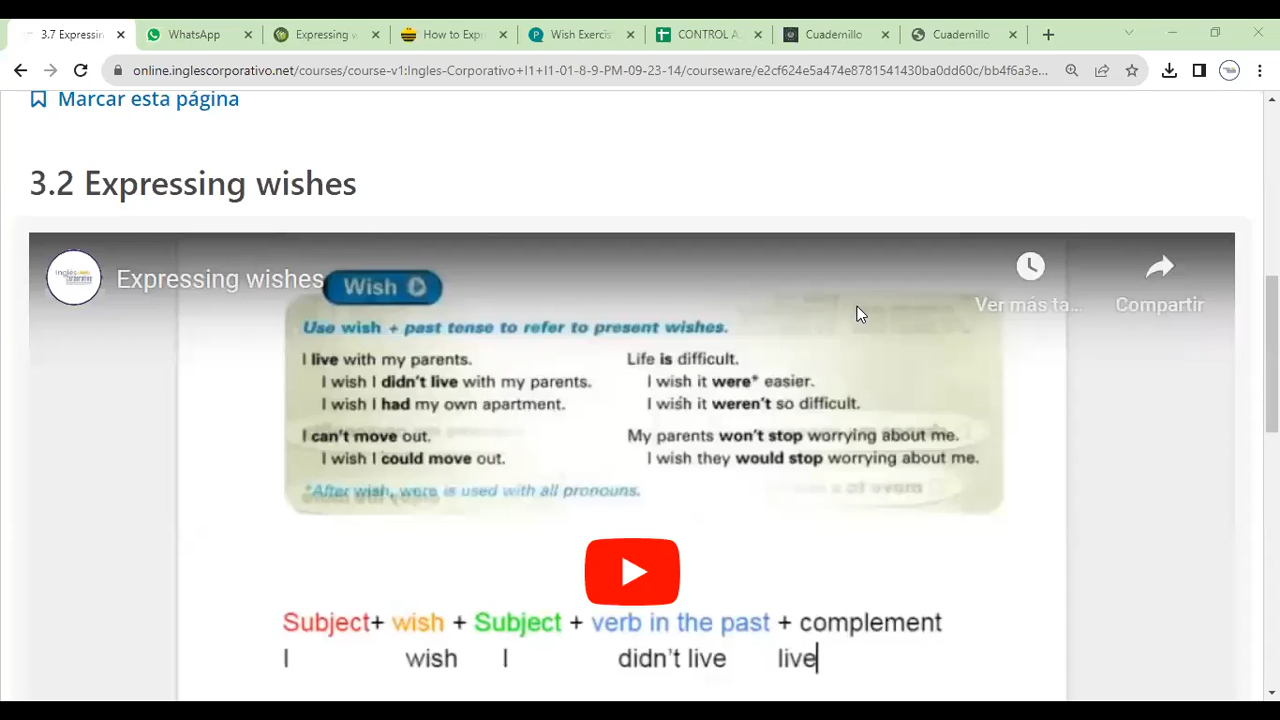 3.7 Expressin
WhatsApp
Expressing w
How to Exp
Wish Exercis
CONTROL A
Cuadernillo
Cuadernillo
online.inglescorporativo.net/courses/course-v1:Ingles-Corporativo+I1+I1-01-8-9-PM-09-23-14/courseware/e2cf624e5a474e8781541430ba0dd60c/bb4f6a3e...
Marcar esta página
3.2 Expressing wishes
Expressing wishes
Ver más ta...
Compartir
Wish
Use wish + past tense to refer to present wishes.
I live with my parents.
I wish I didn't live with my parents.
I wish I had my own apartment.
I can't move out.
I wish I could move out.
Life is difficult.
I wish it were* easier.
I wish it weren't so difficult.
My parents won't stop worrying about me.
I wish they would stop worrying about me.
*After wish, were is used with all pronouns.
Subject+ wish + Subject + verb in the past + complement
I wish I didn't live live